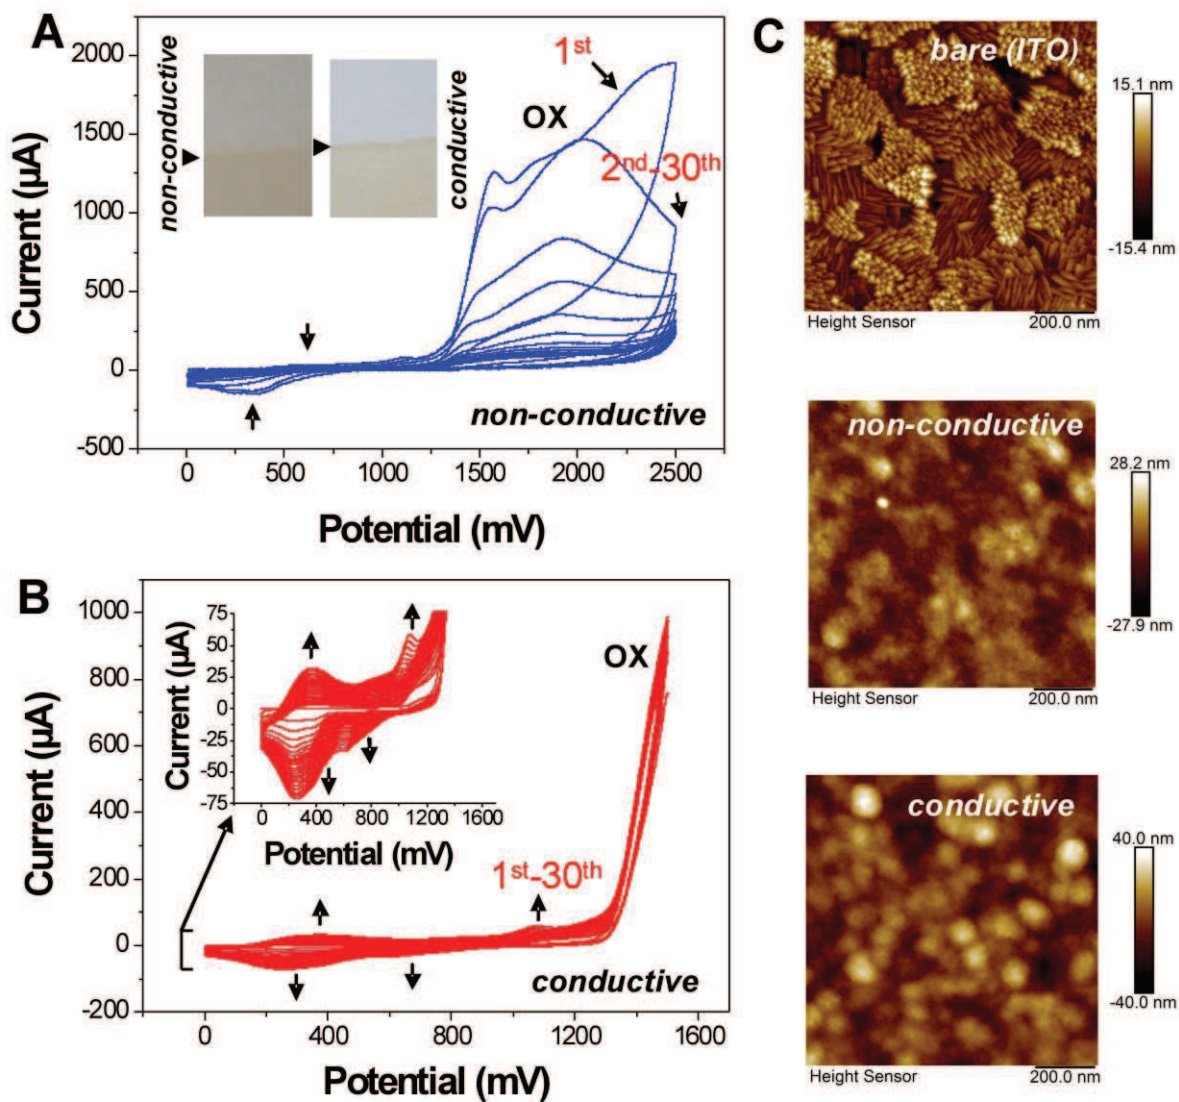 A
2000
1500
1000
500
0
-500
Current (µA)
non-conductive
conductive
1st
OX
2nd-30th
non-conductive
0
500
1000
1500
2000
2500
Potential (mV)
B
1000
800
600
400
200
0
-200
Current (µA)
75
50
25
0
-25
-50
-75
Current (µA)
0
400
800
1200
1600
Potential (mV)
OX
1st-30th
conductive
0
400
800
1200
1600
Potential (mV)
C
bare (ITO)
15.1 nm
-15.4 nm
Height Sensor
200.0 nm
non-conductive
28.2 nm
-27.9 nm
Height Sensor
200.0 nm
conductive
40.0 nm
-40.0 nm
Height Sensor
200.0 nm